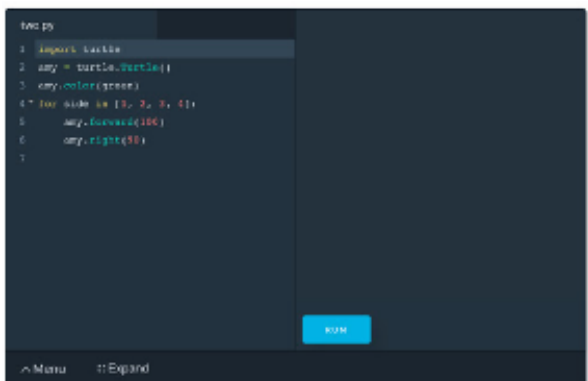 two.py
1 import turtle
2 amy = turtle.Turtle()
3 amy.color(green)
4 for side in [1, 2, 3, 4]:
5 amy.forward(100)
6 amy.right(90)
7
RUN
Menu
Expand